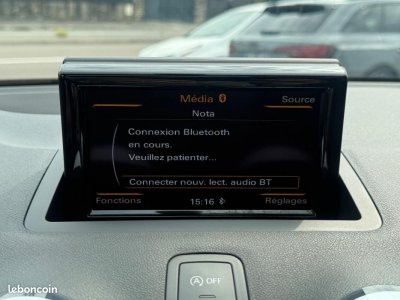 Média
Source
Nota
Connexion Bluetooth
en cours.
Veuillez patienter...
Connecter nouv. lect. audio BT
Fonctions
15:16
Réglages
A OFF
leboncoin